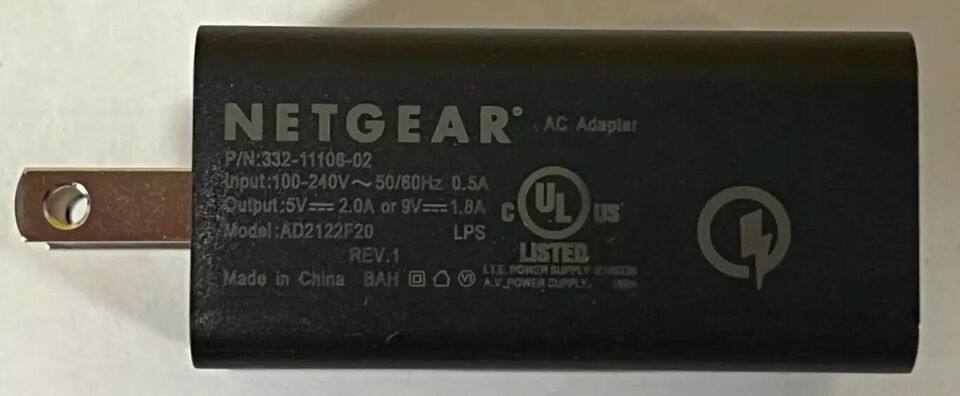 NETGEAR® AC Adapter
P/N:332-11106-02
Input:100-240V~50/60Hz 0.5A
Output:5V⎓2.0A or 9V⎓1.8A
Model:AD2122F20 LPS
REV.1
Made in China BAH VI
C UL US
LISTED
I.T.E. POWER SUPPLY
A.V. POWER SUPPLY